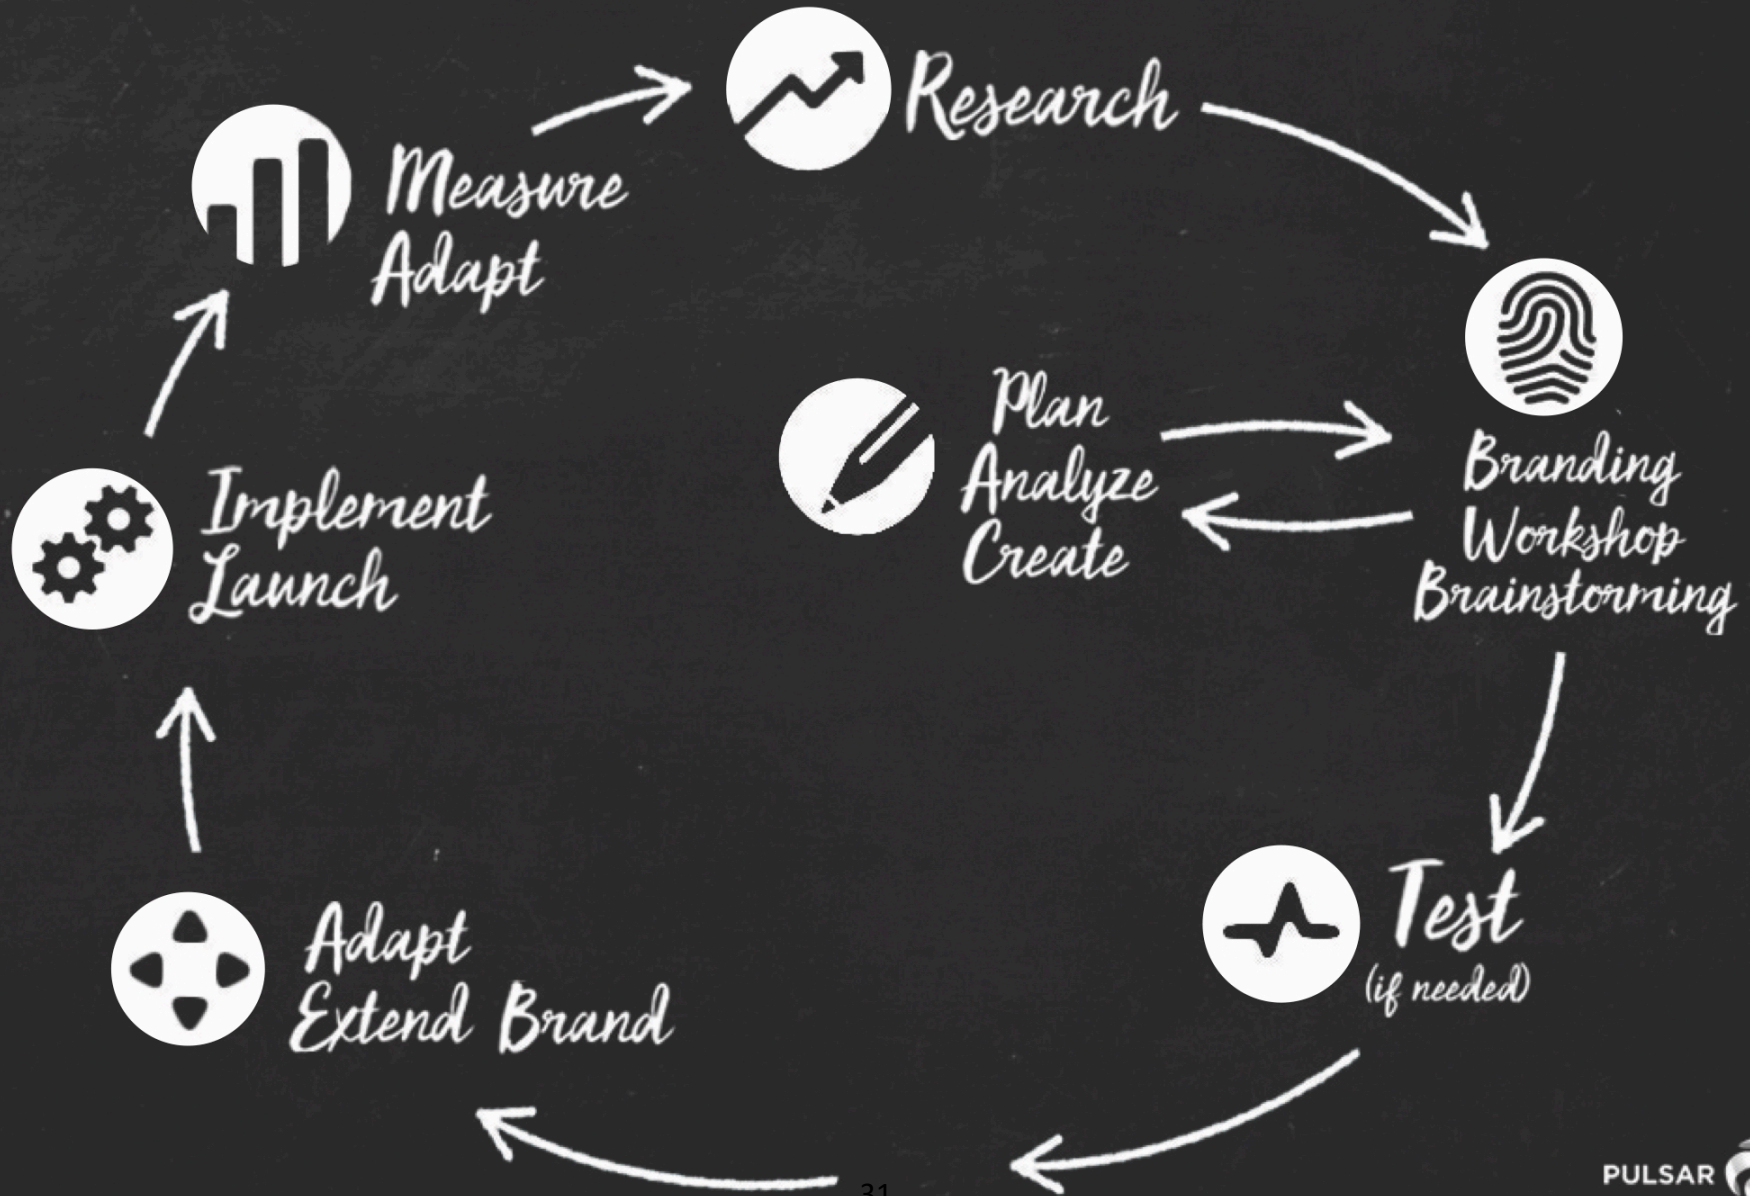 Research
Measure
Adapt
Plan
Analyze
Create
Branding
Workshop
Brainstorming
Implement
Launch
Test
(if needed)
Adapt
Extend Brand
31
PULSAR